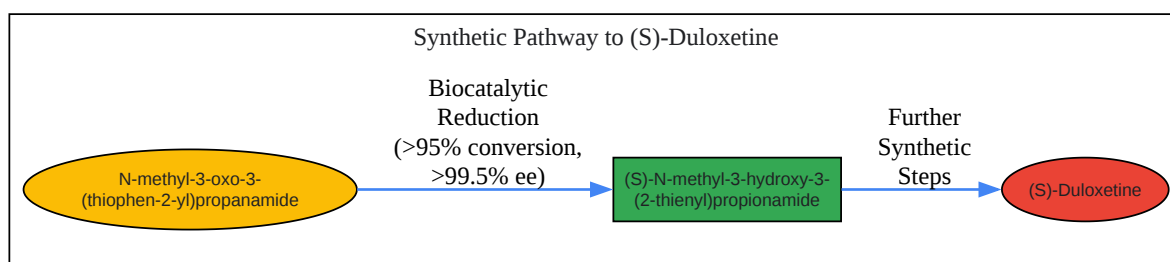 Synthetic Pathway to (S)-Duloxetine
N-methyl-3-oxo-3-
(thiophen-2-yl)propanamide
Biocatalytic
Reduction
(>95% conversion,
>99.5% ee)
(S)-N-methyl-3-hydroxy-3-
(2-thienyl)propionamide
Further
Synthetic
Steps
(S)-Duloxetine